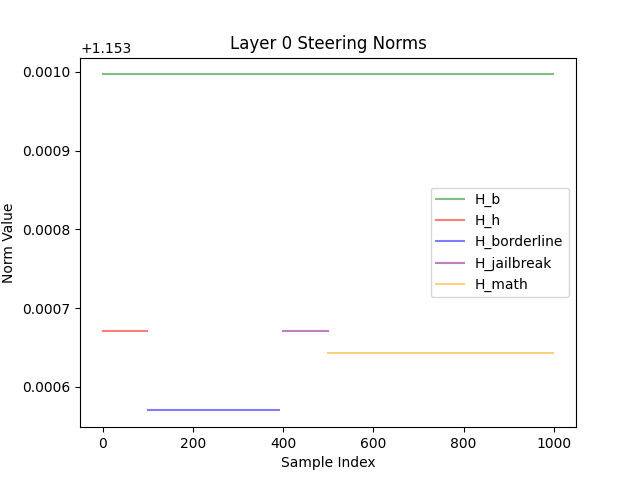 Layer 0 Steering Norms
+1.153
Norm Value
0.0010
0.0009
0.0008
0.0007
0.0006
H_b
H_h
H_borderline
H_jailbreak
H_math
0
200
400
600
800
1000
Sample Index